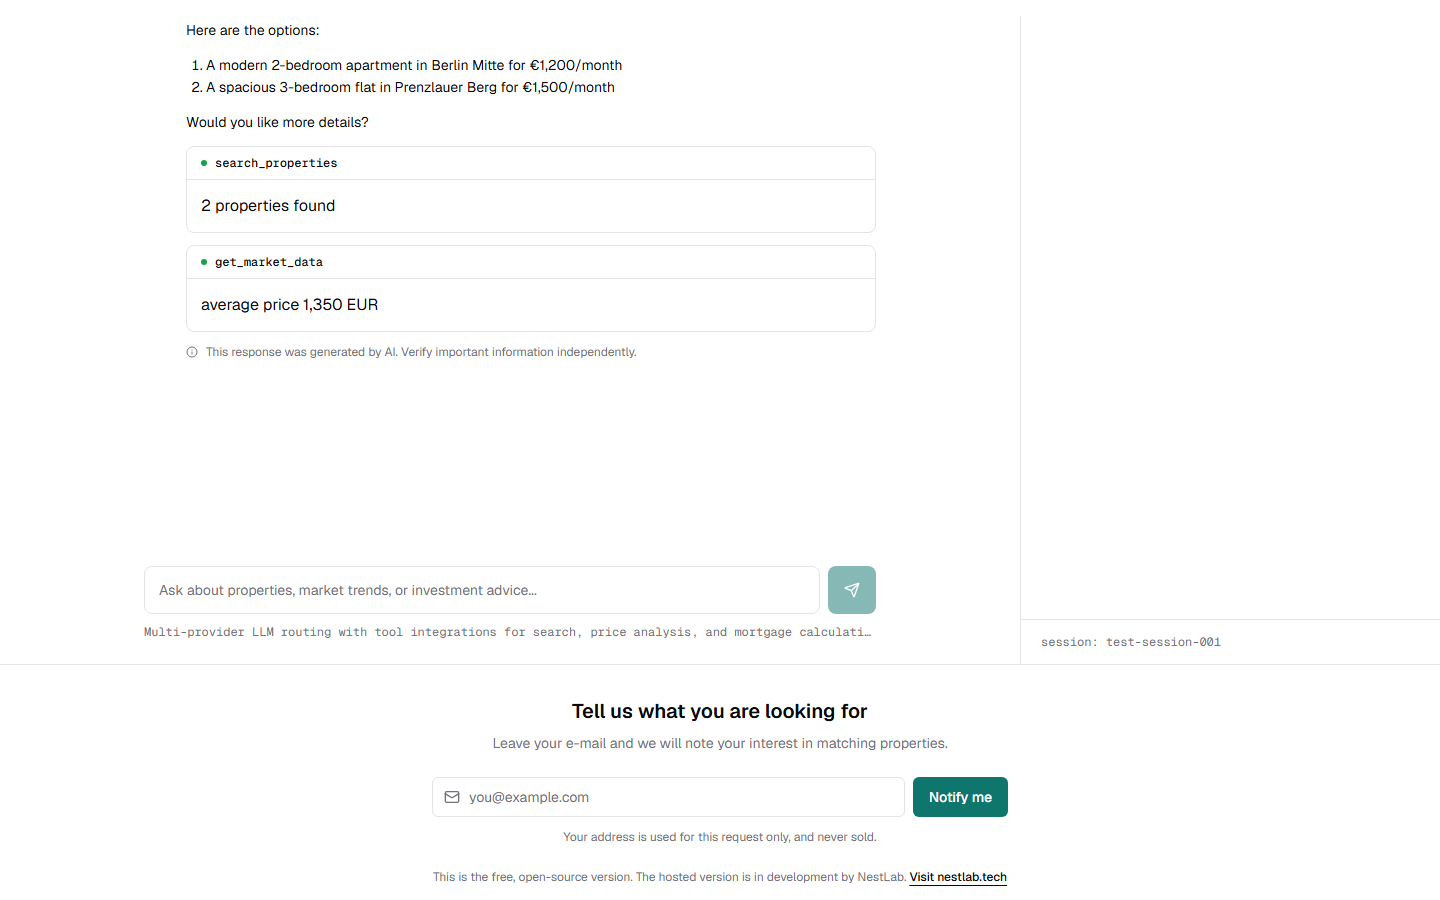 Here are the options:
1. A modern 2-bedroom apartment in Berlin Mitte for €1,200/month
2. A spacious 3-bedroom flat in Prenzlauer Berg for €1,500/month
Would you like more details?
search_properties
2 properties found
get_market_data
average price 1,350 EUR
This response was generated by AI. Verify important information independently.
Ask about properties, market trends, or investment advice...
Multi-provider LLM routing with tool integrations for search, price analysis, and mortgage calculati…
session: test-session-001
Tell us what you are looking for
Leave your e-mail and we will note your interest in matching properties.
you@example.com
Notify me
Your address is used for this request only, and never sold.
This is the free, open-source version. The hosted version is in development by NestLab. Visit nestlab.tech